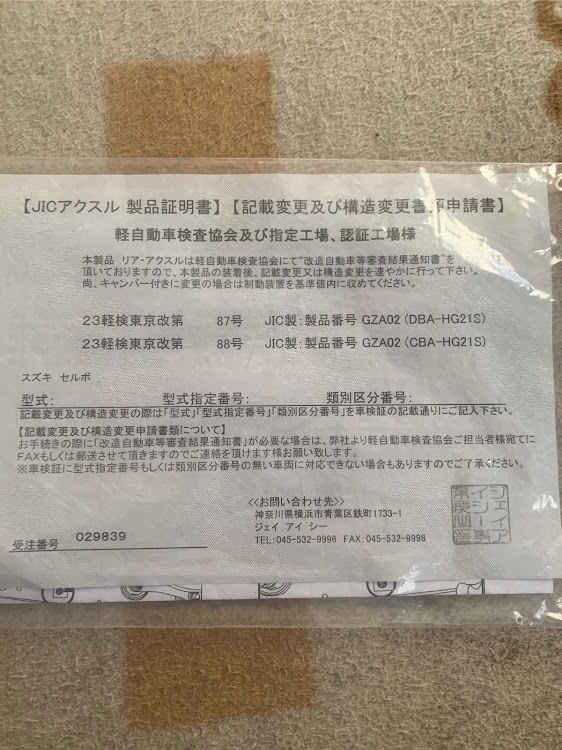 【JICアクスル 製品証明書】【記載変更及び構造変更書類申請書】
軽自動車検査協会及び指定工場、認証工場様
本製品 リア・アクスルは軽自動車検査協会にて“改造自動車等審査結果通知書”を
頂いておりますので、本製品の装着後、記載変更又は構造変更を速やかに行って下さい。
尚、キャンバー付きに変更の場合は制動装置を基準値内に収めてください。
23軽検東京改第 87号 JIC製:製品番号 GZA02 (DBA-HG21S)
23軽検東京改第 88号 JIC製:製品番号 GZA02 (CBA-HG21S)
スズキ セルボ
型式: 型式指定番号: 類別区分番号:
記載変更及び構造変更の際は「型式」「型式指定番号」「類別区分番号」を車検証の記載通りにご記入下さい。
【記載変更及び構造変更申請書類について】
お手続きの際に「改造自動車等審査結果通知書」が必要な場合は、弊社より軽自動車検査協会ご担当者様宛てに
FAXもしくは郵送させて頂きますのでご連絡を頂けます様お願い致します。
※車検証に型式指定番号もしくは類別区分番号の無い車両に対応できない場合もありますのでご了承ください。
<<お問い合わせ先>>
神奈川県横浜市青葉区鉄町1733-1
ジェイ アイ シー
TEL:045-532-9996 FAX:045-532-9998
受注番号 029839